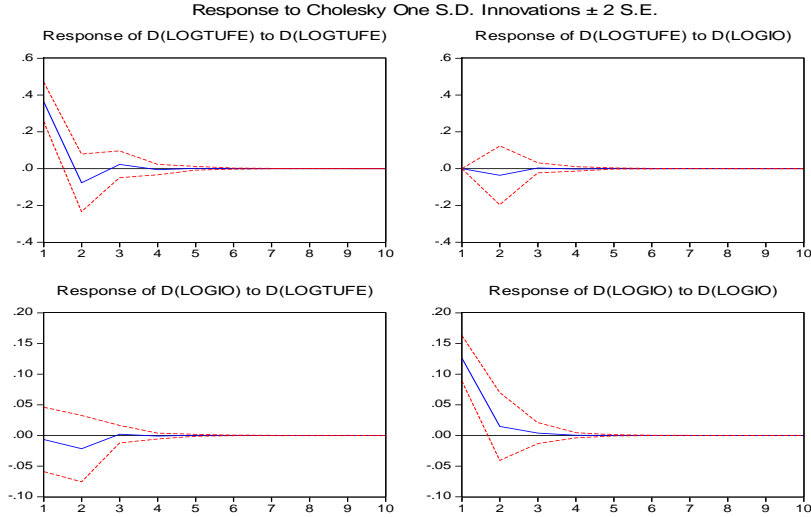 Response to Cholesky One S.D. Innovations ± 2 S.E.
Response of D(LOGTUFE) to D(LOGTUFE)
.6
.4
.2
.0
-.2
-.4
1 2 3 4 5 6 7 8 9 10
Response of D(LOGTUFE) to D(LOGIO)
.6
.4
.2
.0
-.2
-.4
1 2 3 4 5 6 7 8 9 10
Response of D(LOGIO) to D(LOGTUFE)
.20
.15
.10
.05
.00
-.05
-.10
1 2 3 4 5 6 7 8 9 10
Response of D(LOGIO) to D(LOGIO)
.20
.15
.10
.05
.00
-.05
-.10
1 2 3 4 5 6 7 8 9 10